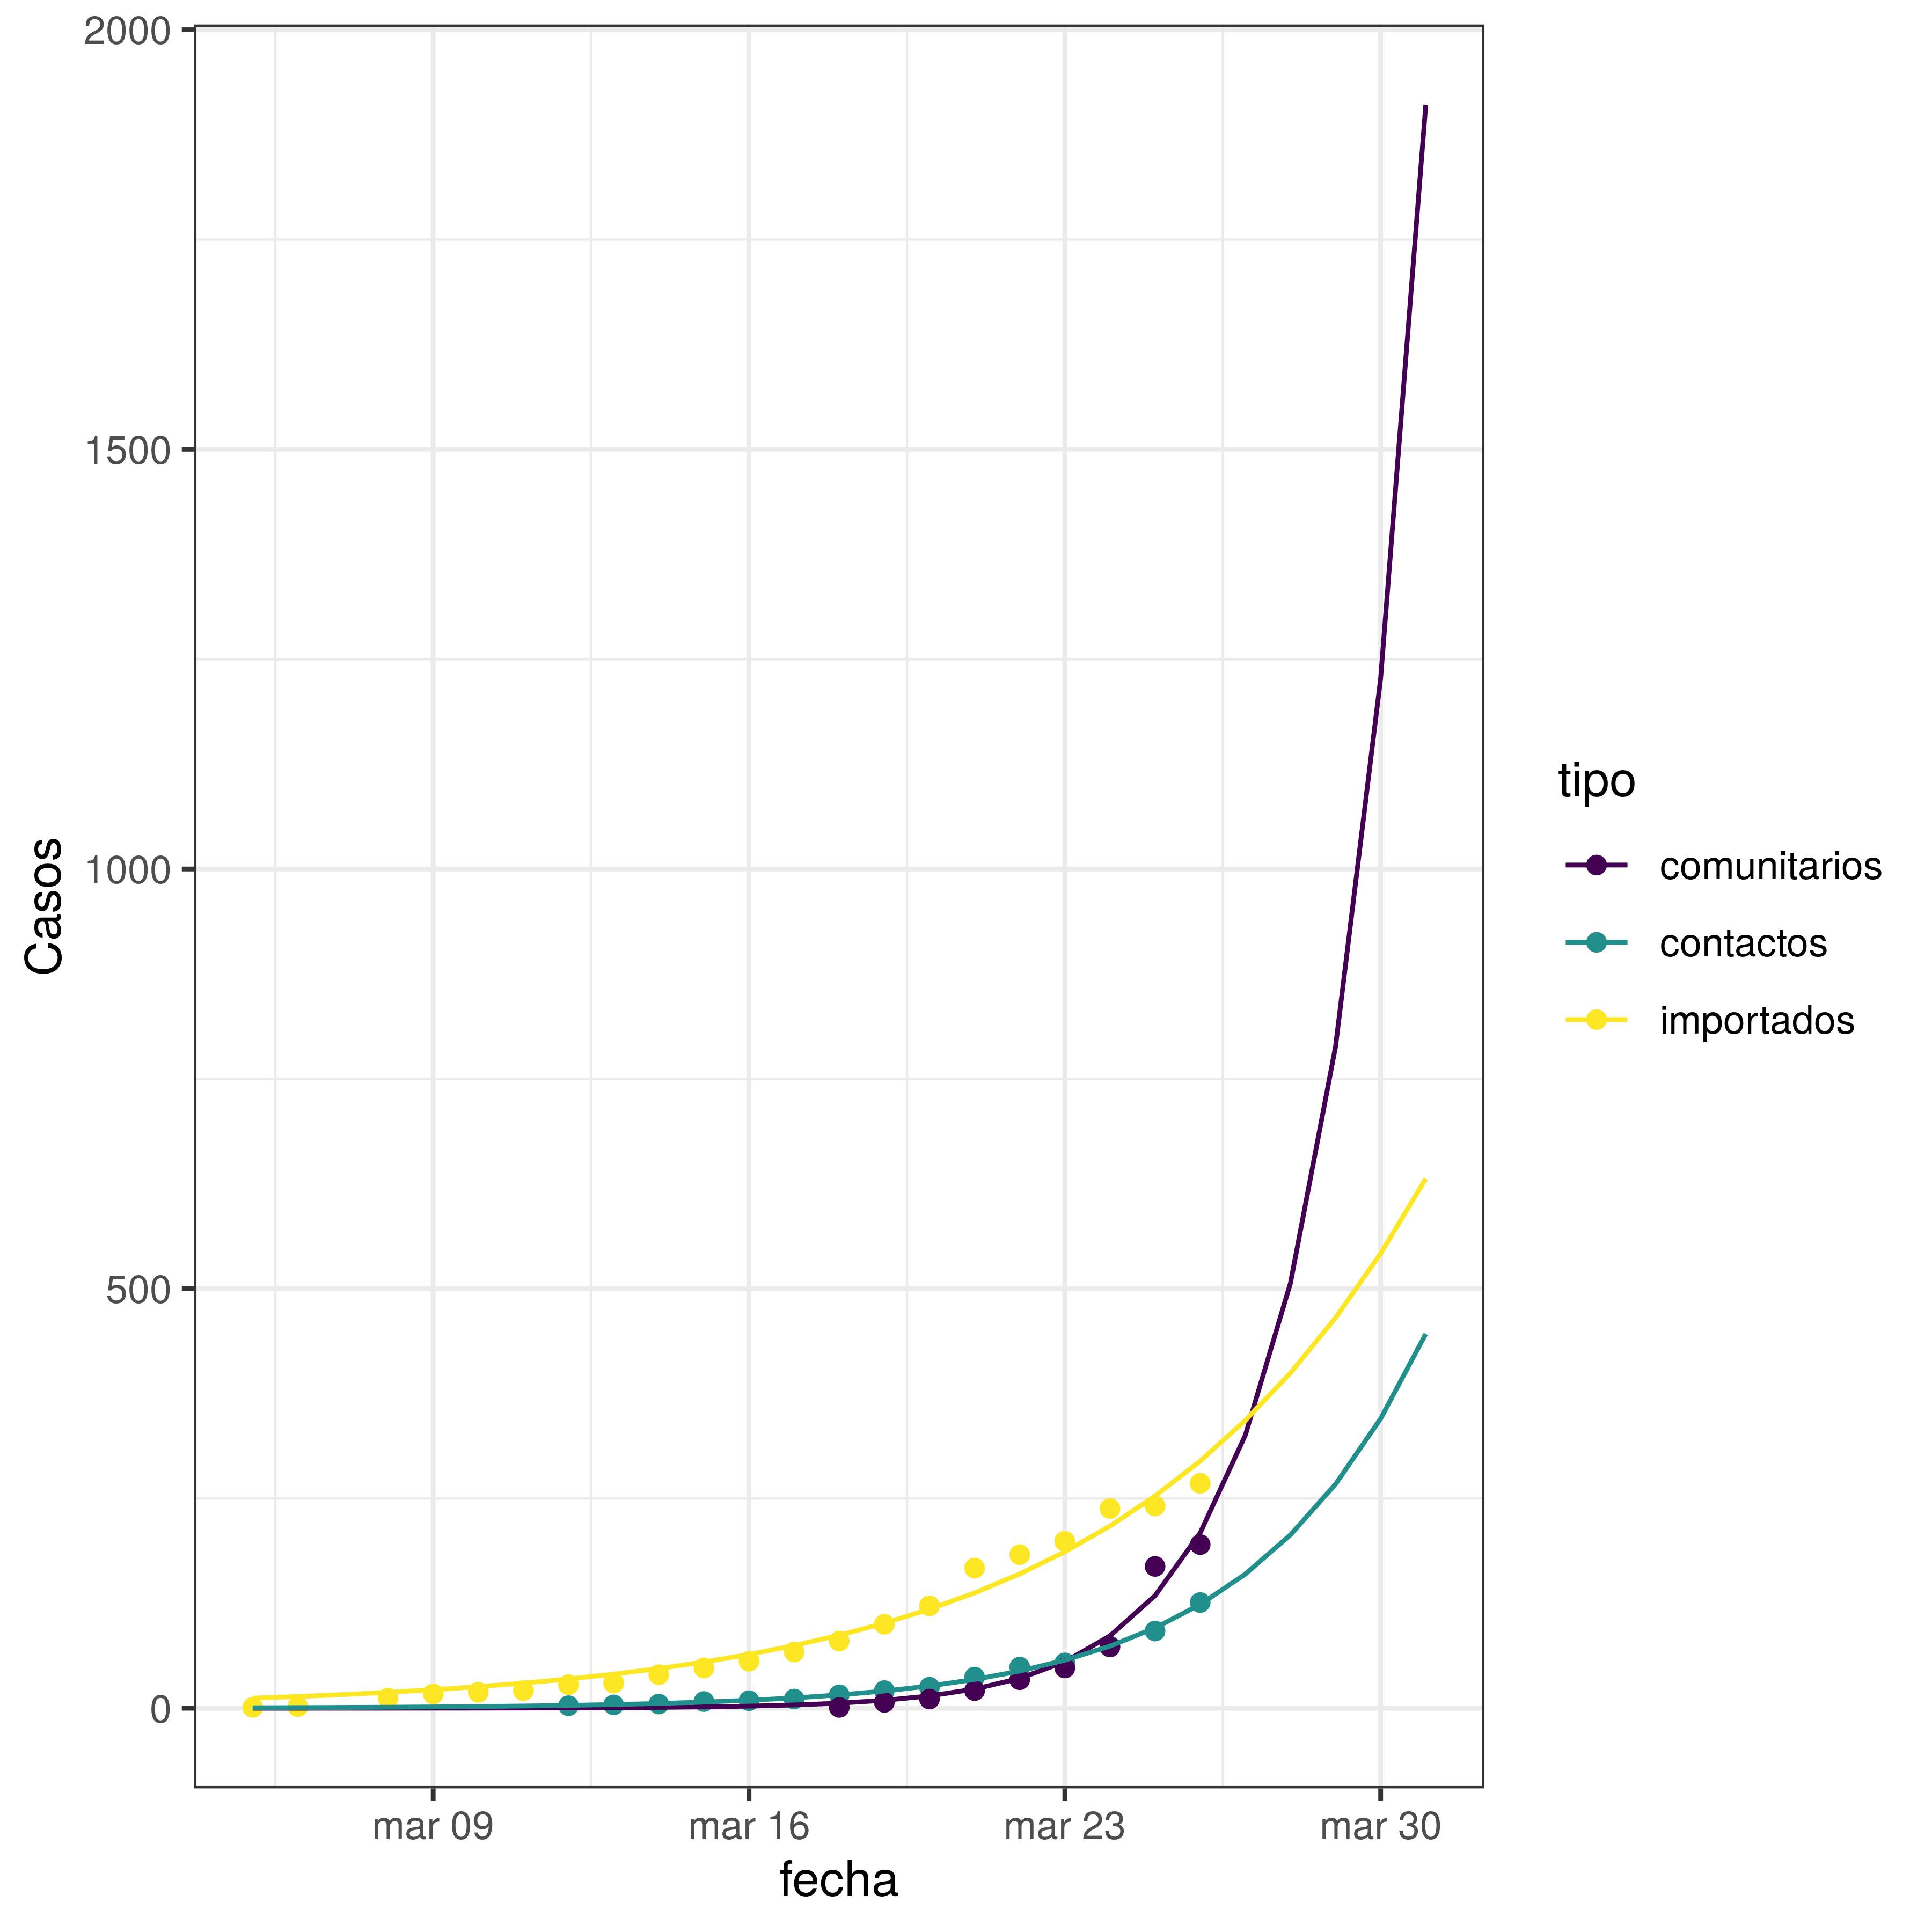 2000
1500
1000
500
0
Casos
mar 09
mar 16
mar 23
mar 30
fecha
tipo
comunitarios
contactos
importados